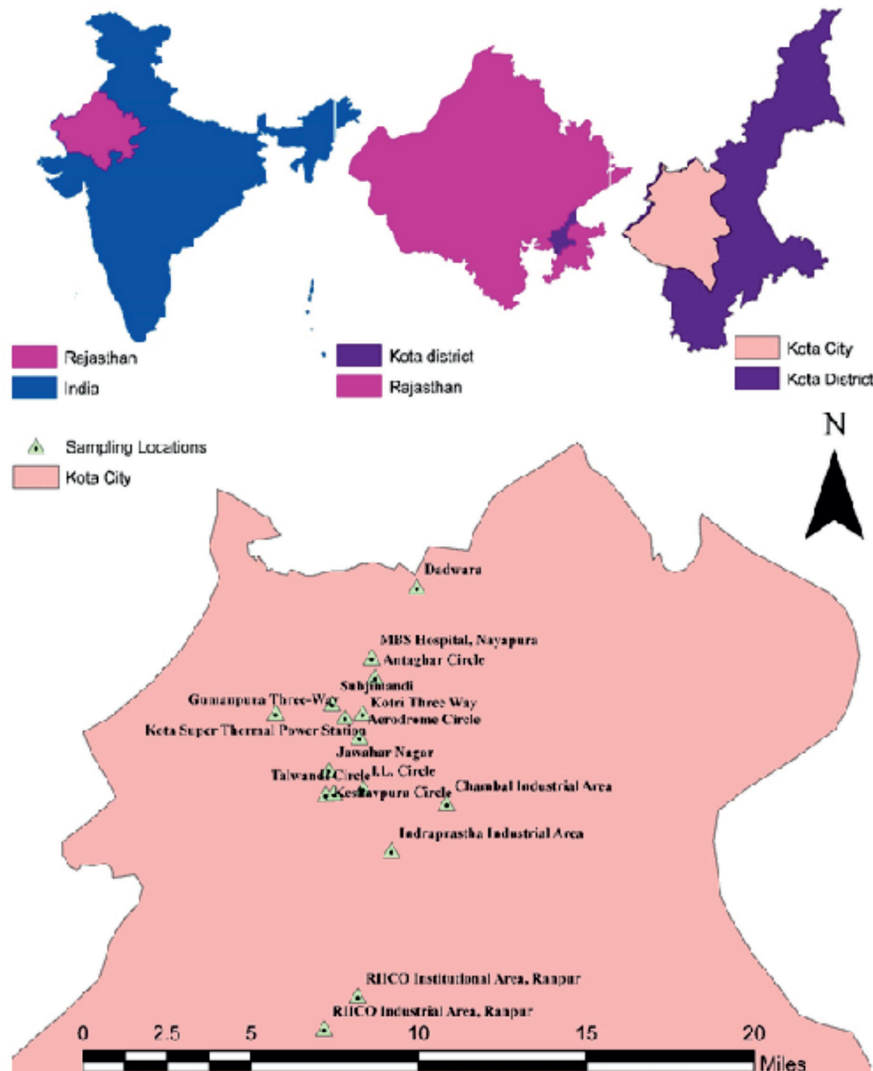 Rajasthan
India
Kota district
Rajasthan
Kota City
Kota District
Sampling Locations
Kota City
N
Dadwara
MBS Hospital, Nayapura
Antaghar Circle
Subjimandi
Gumanpura Three-Way
Kotri Three Way
Aerodrome Circle
Kota Super Thermal Power Station
Jawahar Nagar
Talwandi Circle
I.L. Circle
Keshavpura Circle
Chambal Industrial Area
Indraprastha Industrial Area
RIICO Institutional Area, Ranpur
RIICO Industrial Area, Ranpur
0 2.5 5 10 15 20
Miles